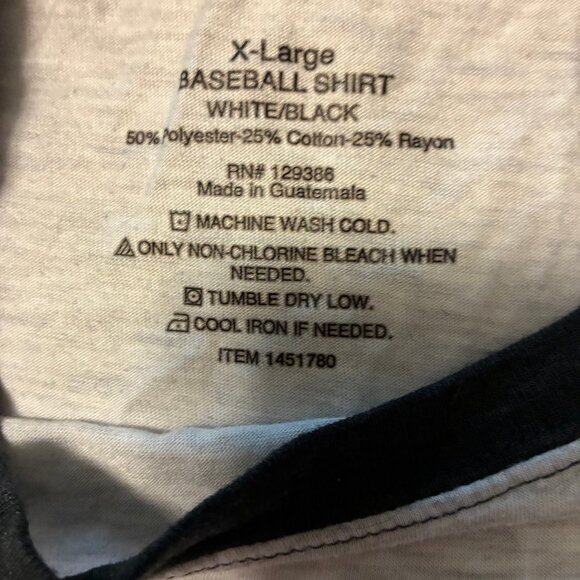 X-Large
BASEBALL SHIRT
WHITE/BLACK
50% Polyester-25% Cotton-25% Rayon
RN# 129386
Made in Guatemala
MACHINE WASH COLD.
ONLY NON-CHLORINE BLEACH WHEN
NEEDED.
TUMBLE DRY LOW.
COOL IRON IF NEEDED.
ITEM 1451780